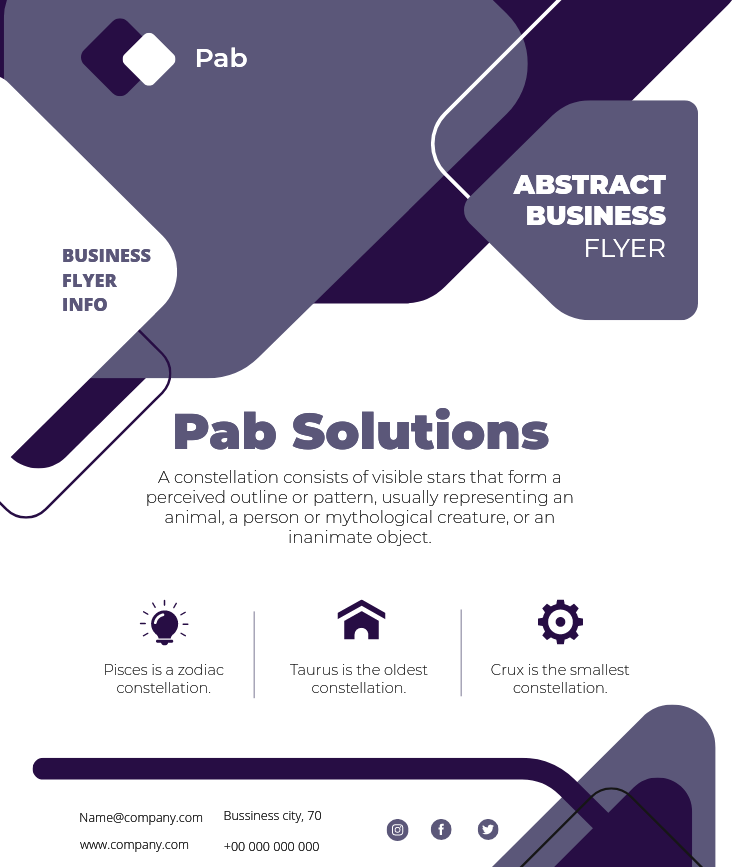 Pab
ABSTRACT
BUSINESS
FLYER
BUSINESS
FLYER
INFO
Pab Solutions
A constellation consists of visible stars that form a
perceived outline or pattern, usually representing an
animal, a person or mythological creature, or an
inanimate object.
Pisces is a zodiac
constellation.
Taurus is the oldest
constellation.
Crux is the smallest
constellation.
Name@company.com
www.company.com
Bussiness city, 70
+00 000 000 000